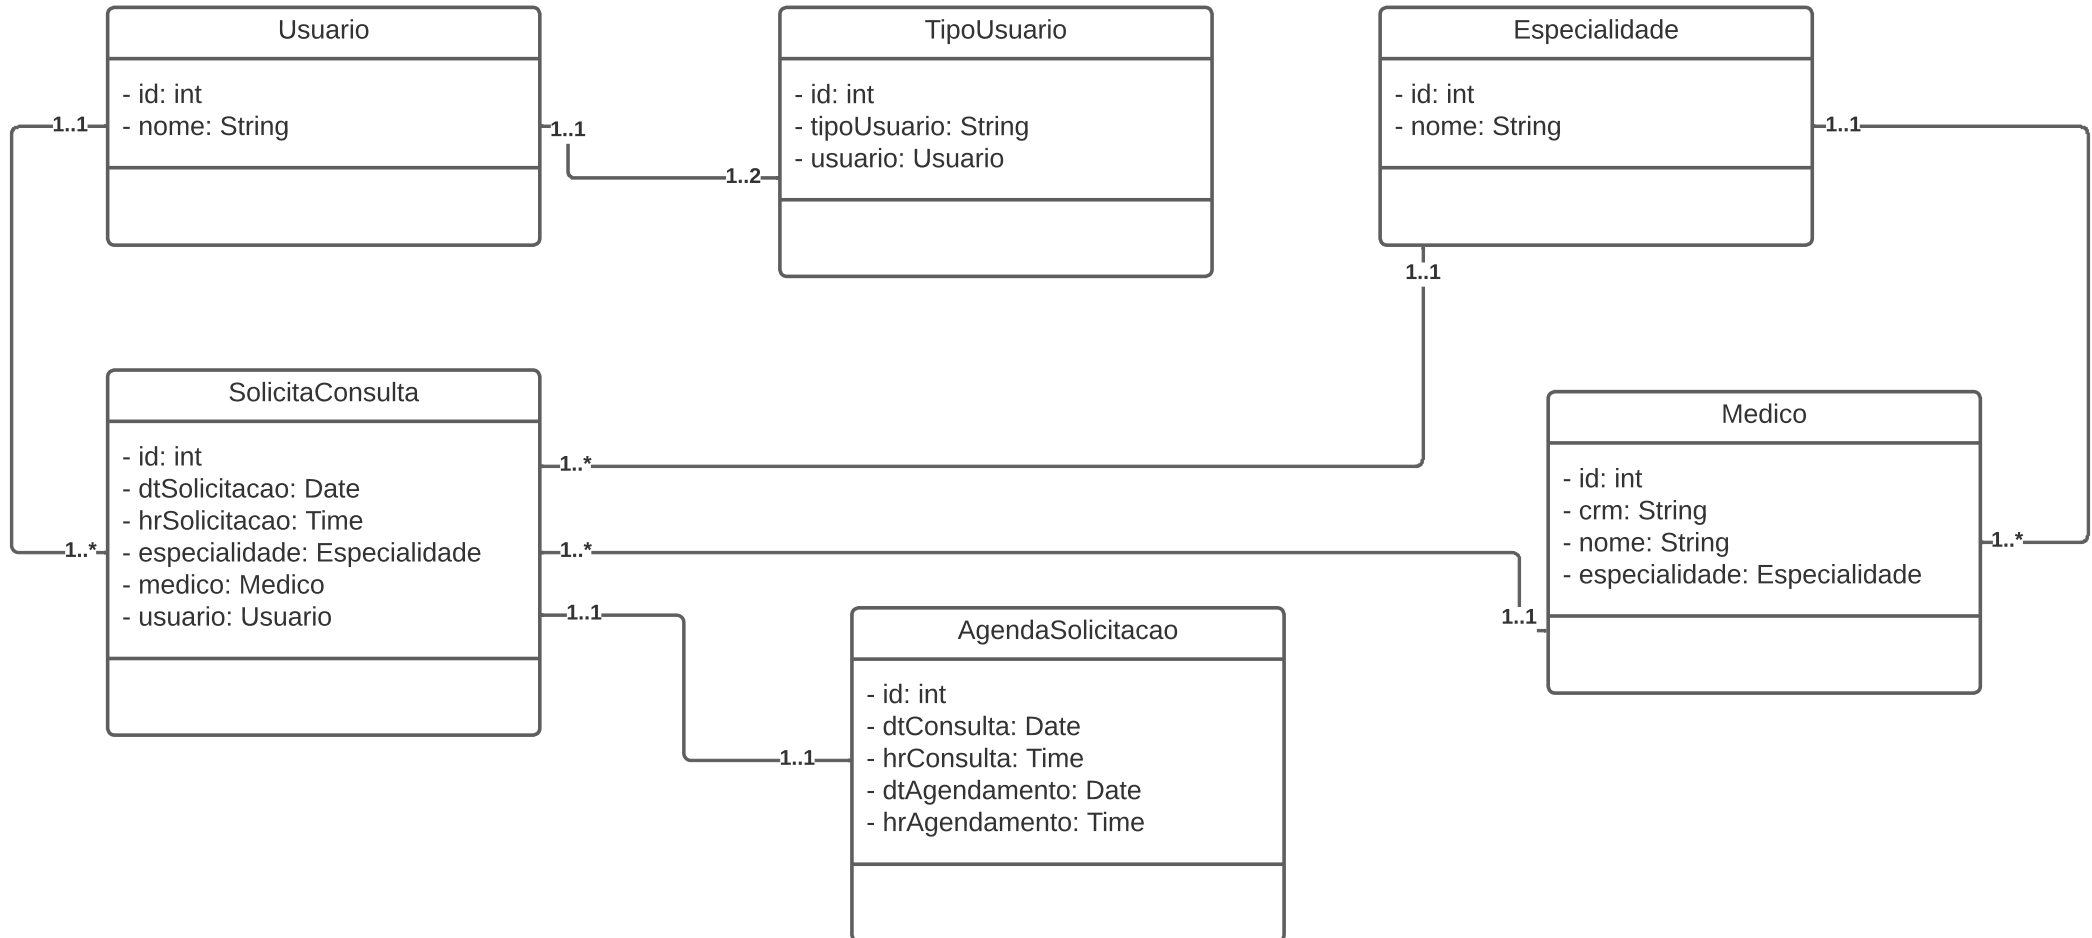 Usuario
- id: int
- nome: String
1..1
1..1
TipoUsuario
- id: int
- tipoUsuario: String
- usuario: Usuario
1..2
Especialidade
- id: int
- nome: String
1..1
1..1
SolicitaConsulta
- id: int
- dtSolicitacao: Date
- hrSolicitacao: Time
- especialidade: Especialidade
- medico: Medico
- usuario: Usuario
1..*
1..*
1..*
1..1
Medico
- id: int
- crm: String
- nome: String
- especialidade: Especialidade
1..*
1..1
AgendaSolicitacao
- id: int
- dtConsulta: Date
- hrConsulta: Time
- dtAgendamento: Date
- hrAgendamento: Time
1..1